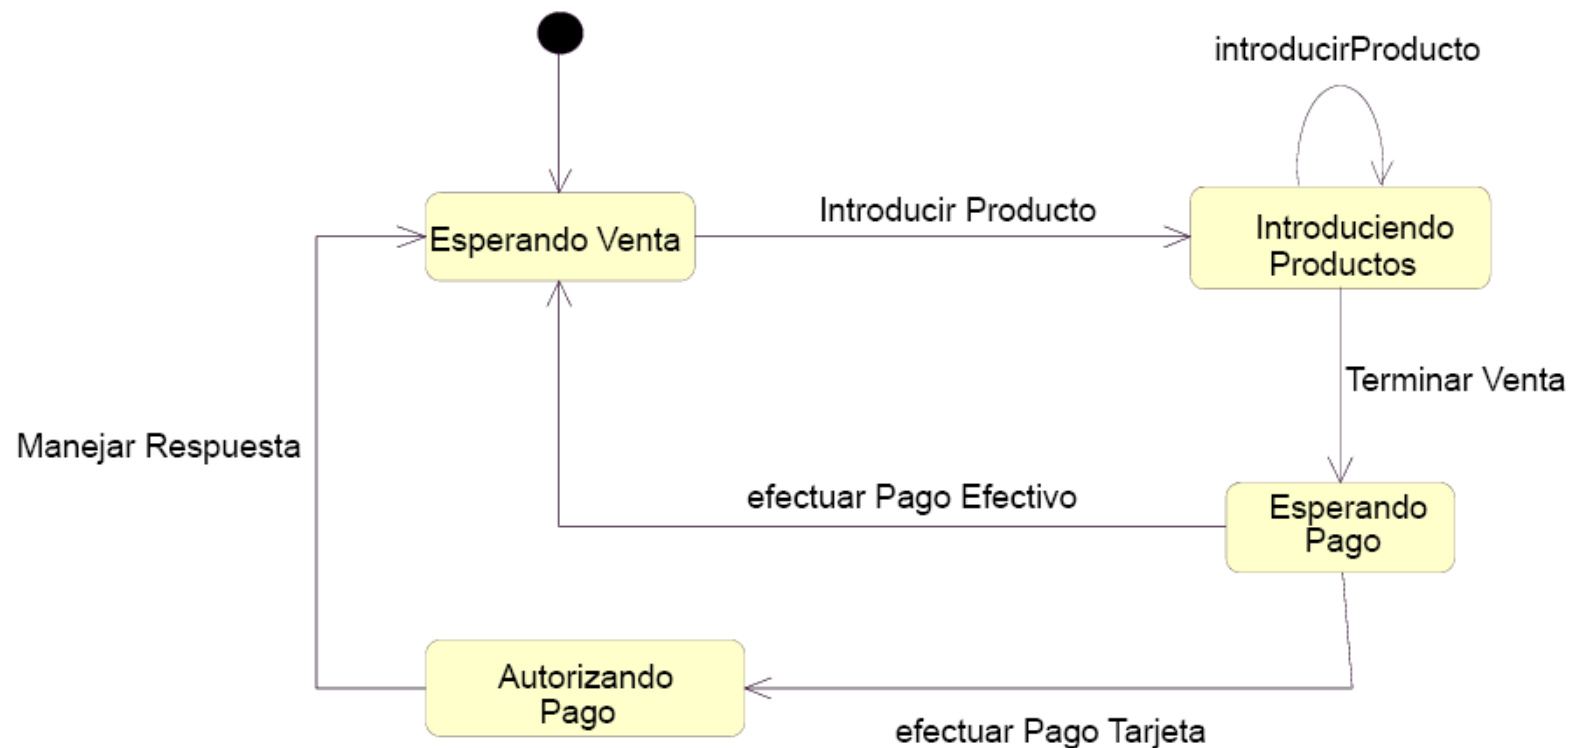 introducirProducto
Introducir Producto
Esperando Venta
Introduciendo
Productos
Terminar Venta
Manejar Respuesta
efectuar Pago Efectivo
Esperando
Pago
Autorizando
Pago
efectuar Pago Tarjeta